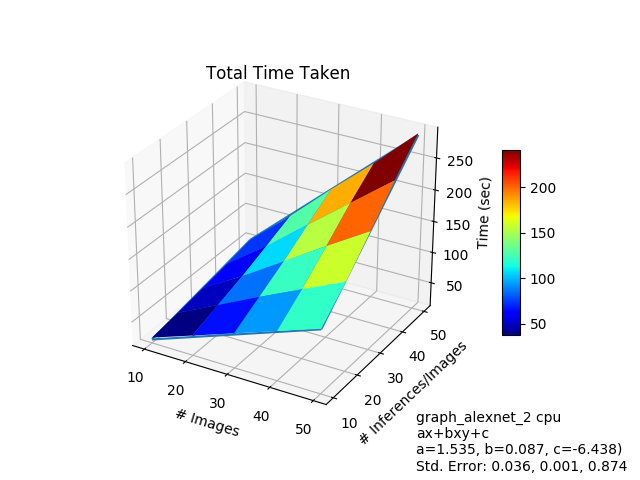 Total Time Taken
250
200
150
100
50
Time (sec)
200
150
100
50
10
20
30
40
50
# Images
10
20
30
40
50
# Inferences/Images
graph_alexnet_2 cpu
ax+bxy+c
a=1.535, b=0.087, c=-6.438)
Std. Error: 0.036, 0.001, 0.874